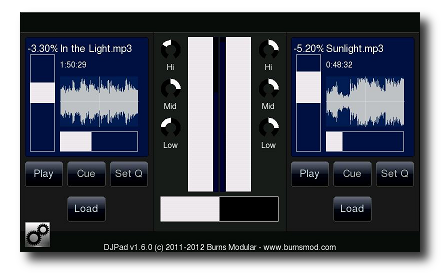 -3.30% In the Light.mp3
1:50:29
Hi
Mid
Low
Play Cue Set Q
Load
Hi
Mid
Low
-5.20% Sunlight.mp3
0:48:32
Play Cue Set Q
Load
DJPad v1.6.0 (c) 2011-2012 Burns Modular - www.burnsmod.com